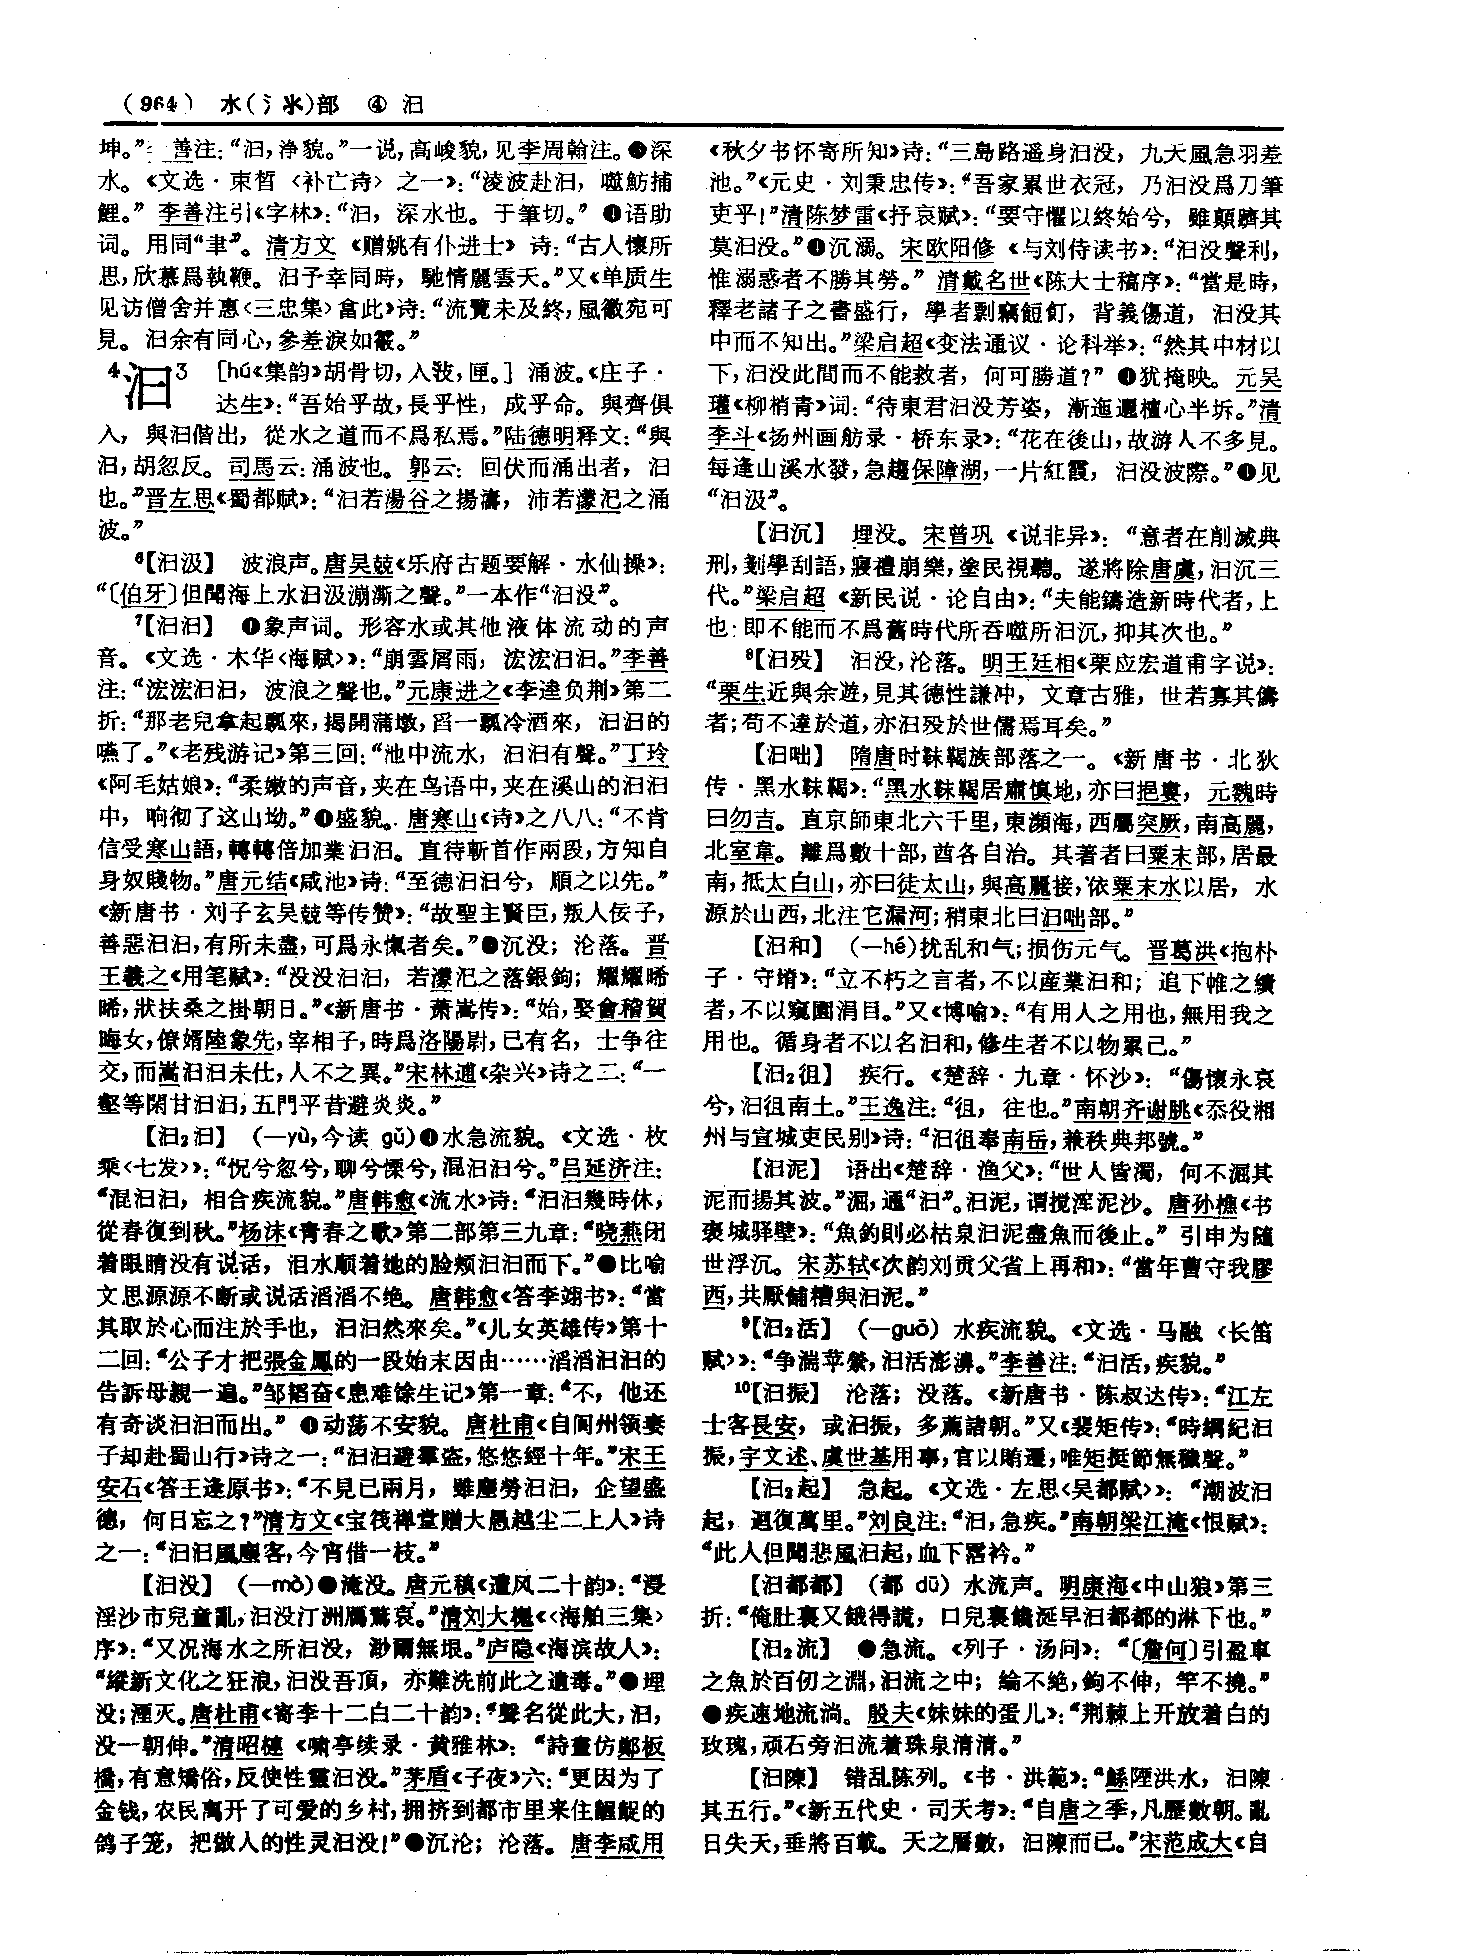 (964) 水(氵氺)部 ④ 汩
坤。” 善注：“汩，净貌。”一说，高峻貌，见李周翰注。❸深
水。《文选·束皙〈补亡诗〉之一》：“凌波赴汩，噬魴捕
鯉。”李善注引《字林》：“汩，深水也。于筆切。”❹语助
词。用同“聿”。清方文《赠姚有仆进士》诗：“古人懷所
思，欣慕爲執鞭。汩予幸同時，馳情麗雲天。”又《单质生
见访僧舍并惠〈三忠集〉畲此》诗：“流覽未及終，風徽宛可
見。汩余有同心，參差淚如霰。”
⁴汩³ [hú《集韵》胡骨切，入㪍，匣。] 涌波。《庄子·
达生》：“吾始乎故，長乎性，成乎命。與齊俱
入，與汩偕出，從水之道而不爲私焉。”陆德明释文：“與
汩，胡忽反。司馬云：涌波也。郭云：回伏而涌出者，汩
也。”晋左思《蜀都赋》：“汩若湯谷之揚濤，沛若濛汜之涌
波。”
⁶【汩汲】 波浪声。唐吴兢《乐府古题要解·水仙操》：
“〔伯牙〕但聞海上水汩汲漰澌之聲。”一本作“汩没”。
⁷【汩汩】 ❶象声词。形容水或其他液体流动的声
音。《文选·木华〈海赋〉》：“崩雲屑雨，浤浤汩汩。”李善
注：“浤浤汩汩，波浪之聲也。”元康进之《李逵负荆》第二
折：“那老兒拿起瓢來，揭開蒲墩，舀一瓢冷酒來，汩汩的
嚥了。”《老残游记》第三回：“池中流水，汩汩有聲。”丁玲
《阿毛姑娘》：“柔嫩的声音，夹在鸟语中，夹在溪山的汩汩
中，响彻了这山坳。”❷盛貌。唐寒山《诗》之八八：“不肯
信受寒山語，轉轉倍加業汩汩。直待斬首作兩段，方知自
身奴賤物。”唐元结《咸池》诗：“至德汩汩兮，順之以先。”
《新唐书·刘子玄吴兢等传赞》：“故聖主賢臣，叛人佞子，
善惡汩汩，有所未盡，可爲永愾者矣。”❸沉没；沦落。晋
王羲之《用笔赋》：“没没汩汩，若濛汜之落銀鉤；耀耀晞
晞，狀扶桑之掛朝日。”《新唐书·萧嵩传》：“始，娶會稽賀
晦女，僚婿陸象先，宰相子，時爲洛陽尉，已有名，士争往
交，而嵩汩汩未仕，人不之異。”宋林逋《杂兴》诗之二：“一
壑等閑甘汩汩，五門平昔避炎炎。”
【汩₂汩】 (—yù，今读 gǔ)❶水急流貌。《文选·枚
乘〈七发〉》：“怳兮忽兮，聊兮慄兮，混汩汩兮。”吕延济注：
“混汩汩，相合疾流貌。”唐韩愈《流水》诗：“汩汩幾時休，
從春復到秋。”杨沫《青春之歌》第二部第三九章：“晓燕闭
着眼睛没有说话，泪水顺着她的脸颊汩汩而下。”❷比喻
文思源源不断或说话滔滔不绝。唐韩愈《答李翊书》：“當
其取於心而注於手也，汩汩然來矣。”《儿女英雄传》第十
二回：“公子才把張金鳳的一段始末因由……滔滔汩汩的
告訴母親一遍。”邹韬奋《患难馀生记》第一章：“不，他还
有奇谈汩汩而出。”❸动荡不安貌。唐杜甫《自阆州领妻
子却赴蜀山行》诗之一：“汩汩避羣盗，悠悠經十年。”宋王
安石《答王逢原书》：“不見已兩月，雖塵勞汩汩，企望盛
德，何日忘之？”清方文《宝筏禅堂赠大愚越尘二上人》诗
之一：“汩汩風塵客，今宵借一枝。”
【汩没】 (—mò)❶淹没。唐元稹《遭风二十韵》：“浸
淫沙市兒童亂，汩没汀洲鴈鶩哀。”清刘大櫆《〈海舶三集〉
序》：“又况海水之所汩没，渺爾無垠。”庐隐《海滨故人》：
“縱新文化之狂浪，汩没吾頂，亦難洗前此之遺毒。”❷埋
没；湮灭。唐杜甫《寄李十二白二十韵》：“聲名從此大，汩，
没一朝伸。”清昭槤《啸亭续录·黄雅林》：“詩畫仿鄭板
橋，有意矯俗，反使性靈汩没。”茅盾《子夜》六：“更因为了
金钱，农民离开了可爱的乡村，拥挤到都市里来住龌龊的
鸽子笼，把做人的性灵汩没！”❸沉沦；沦落。唐李咸用
《秋夕书怀寄所知》诗：“三島路遥身汩没，九天風急羽差
池。”《元史·刘秉忠传》：“吾家累世衣冠，乃汩没爲刀筆
吏乎！”清陈梦雷《抒哀赋》：“要守懼以終始兮，雖顛躋其
莫汩没。”❹沉溺。宋欧阳修《与刘侍读书》：“汩没聲利，
惟溺惑者不勝其勞。”清戴名世《陈大士稿序》：“當是時，
釋老諸子之書盛行，學者剽竊餖飣，背義傷道，汩没其
中而不知出。”梁启超《变法通议·论科举》：“然其中材以
下，汩没此間而不能救者，何可勝道？”❺犹掩映。元吴
瓘《柳梢青》词：“待東君汩没芳姿，漸迤邐檀心半坼。”清
李斗《扬州画舫录·桥东录》：“花在後山，故游人不多見。
每逢山溪水發，急趨保障湖，一片紅霞，汩没波際。”❻见
“汩汲”。
【汩沉】 埋没。宋曾巩《说非异》：“意者在削滅典
刑，剗學刮語，寢禮崩樂，塗民視聽。遂將除唐虞，汩沉三
代。”梁启超《新民说·论自由》：“夫能鑄造新時代者，上
也；即不能而不爲舊時代所吞噬所汩沉，抑其次也。”
⁸【汩殁】 汩没，沦落。明王廷相《栗应宏道甫字说》：
“栗生近與余遊，見其德性謙冲，文章古雅，世若寡其儔
者；苟不達於道，亦汩殁於世儒焉耳矣。”
【汩咄】 隋唐时靺鞨族部落之一。《新唐书·北狄
传·黑水靺鞨》：“黑水靺鞨居肅慎地，亦曰挹婁，元魏時
曰勿吉。直京師東北六千里，東瀕海，西屬突厥，南高麗，
北室韋。離爲數十部，酋各自治。其著者曰粟末部，居最
南，抵太白山，亦曰徒太山，與高麗接，依粟末水以居，水
源於山西，北注它漏河；稍東北曰汩咄部。”
【汩和】 (—hé)扰乱和气；损伤元气。晋葛洪《抱朴
子·守塉》：“立不朽之言者，不以産業汩和；追下帷之績
者，不以窺園涓目。”又《博喻》：“有用人之用也，無用我之
用也。循身者不以名汩和，修生者不以物累己。”
【汩₂徂】 疾行。《楚辞·九章·怀沙》：“傷懷永哀
兮，汩徂南土。”王逸注：“徂，往也。”南朝齐谢朓《忝役湘
州与宣城吏民别》诗：“汩徂奉南岳，兼秩典邦號。”
【汩泥】 语出《楚辞·渔父》：“世人皆濁，何不淈其
泥而揚其波。”淈，通“汩”。汩泥，谓搅浑泥沙。唐孙樵《书
褒城驿壁》：“魚釣則必枯泉汩泥盡魚而後止。”引申为随
世浮沉。宋苏轼《次韵刘贡父省上再和》：“當年曹守我膠
西，共厭餔糟與汩泥。”
⁹【汩₂活】 (—guō) 水疾流貌。《文选·马融〈长笛
赋〉》：“争湍苹縈，汩活澎濞。”李善注：“汩活，疾貌。”
¹⁰【汩振】 沦落；没落。《新唐书·陈叔达传》：“江左
士客長安，或汩振，多薦諸朝。”又《裴矩传》：“時綱紀汩
振，宇文述、虞世基用事，官以賄遷，唯矩挺節無穢聲。”
【汩₂起】 急起。《文选·左思〈吴都赋〉》：“潮波汩
起，迴復萬里。”刘良注：“汩，急疾。”南朝梁江淹《恨赋》：
“此人但聞悲風汩起，血下霑衿。”
【汩都都】 (都 dū) 水流声。明康海《中山狼》第三
折：“俺肚裏又餓得謊，口兒裏饞涎早汩都都的淋下也。”
【汩₂流】 ❶急流。《列子·汤问》：“〔詹何〕引盈車
之魚於百仞之淵，汩流之中；綸不絶，鉤不伸，竿不撓。”
❷疾速地流淌。殷夫《妹妹的蛋儿》：“荆棘上开放着白的
玫瑰，顽石旁汩流着珠泉清清。”
【汩陳】 错乱陈列。《书·洪範》：“鯀陻洪水，汩陳
其五行。”《新五代史·司天考》：“自唐之季，凡歷數朝。亂
日失天，垂將百載。天之曆數，汩陳而已。”宋范成大《自